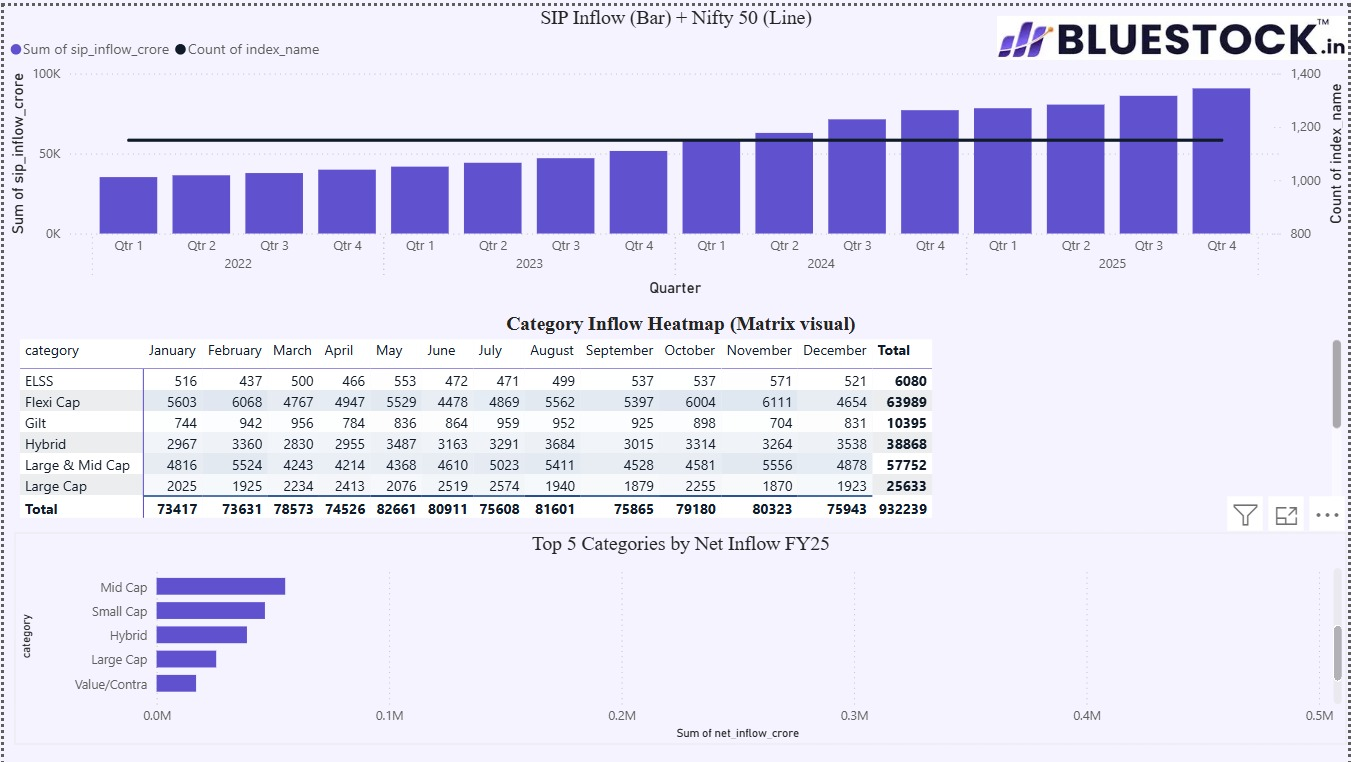 SIP Inflow (Bar) + Nifty 50 (Line)
BLUESTOCK.in
TM
Sum of sip_inflow_crore Count of index_name
Sum of sip_inflow_crore
100K
50K
0K
1,400
1,200
1,000
800
Count of index_name
Qtr 1 Qtr 2 Qtr 3 Qtr 4 Qtr 1 Qtr 2 Qtr 3 Qtr 4 Qtr 1 Qtr 2 Qtr 3 Qtr 4 Qtr 1 Qtr 2 Qtr 3 Qtr 4
2022 2023 2024 2025
Quarter
Category Inflow Heatmap (Matrix visual)
category January February March April May June July August September October November December Total
ELSS 516 437 500 466 553 472 471 499 537 537 571 521 6080
Flexi Cap 5603 6068 4767 4947 5529 4478 4869 5562 5397 6004 6111 4654 63989
Gilt 744 942 956 784 836 864 959 952 925 898 704 831 10395
Hybrid 2967 3360 2830 2955 3487 3163 3291 3684 3015 3314 3264 3538 38868
Large & Mid Cap 4816 5524 4243 4214 4368 4610 5023 5411 4528 4581 5556 4878 57752
Large Cap 2025 1925 2234 2413 2076 2519 2574 1940 1879 2255 1870 1923 25633
Total 73417 73631 78573 74526 82661 80911 75608 81601 75865 79180 80323 75943 932239
Top 5 Categories by Net Inflow FY25
category
Mid Cap
Small Cap
Hybrid
Large Cap
Value/Contra
0.0M 0.1M 0.2M 0.3M 0.4M 0.5M
Sum of net_inflow_crore